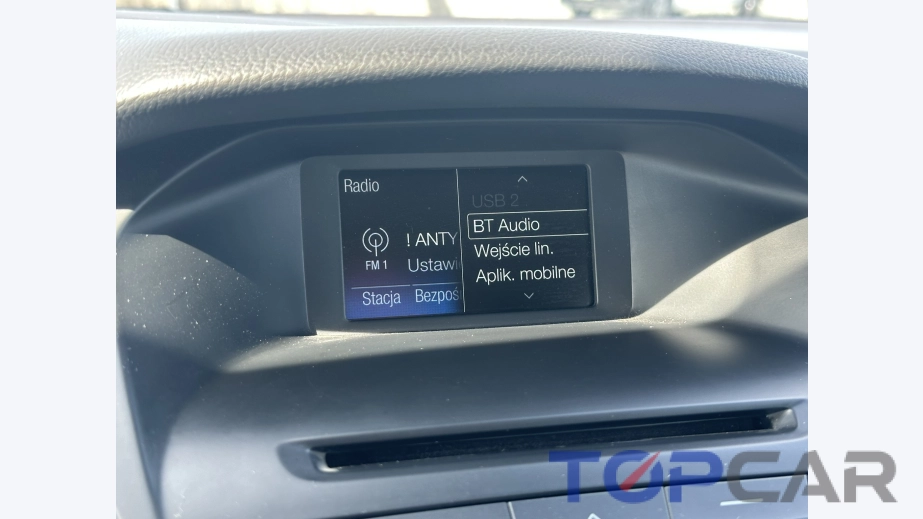 Radio
! ANTY
FM 1
Ustawi
Stacja
Bezpoś
USB 2
BT Audio
Wejście lin.
Aplik. mobilne
TOPCAR